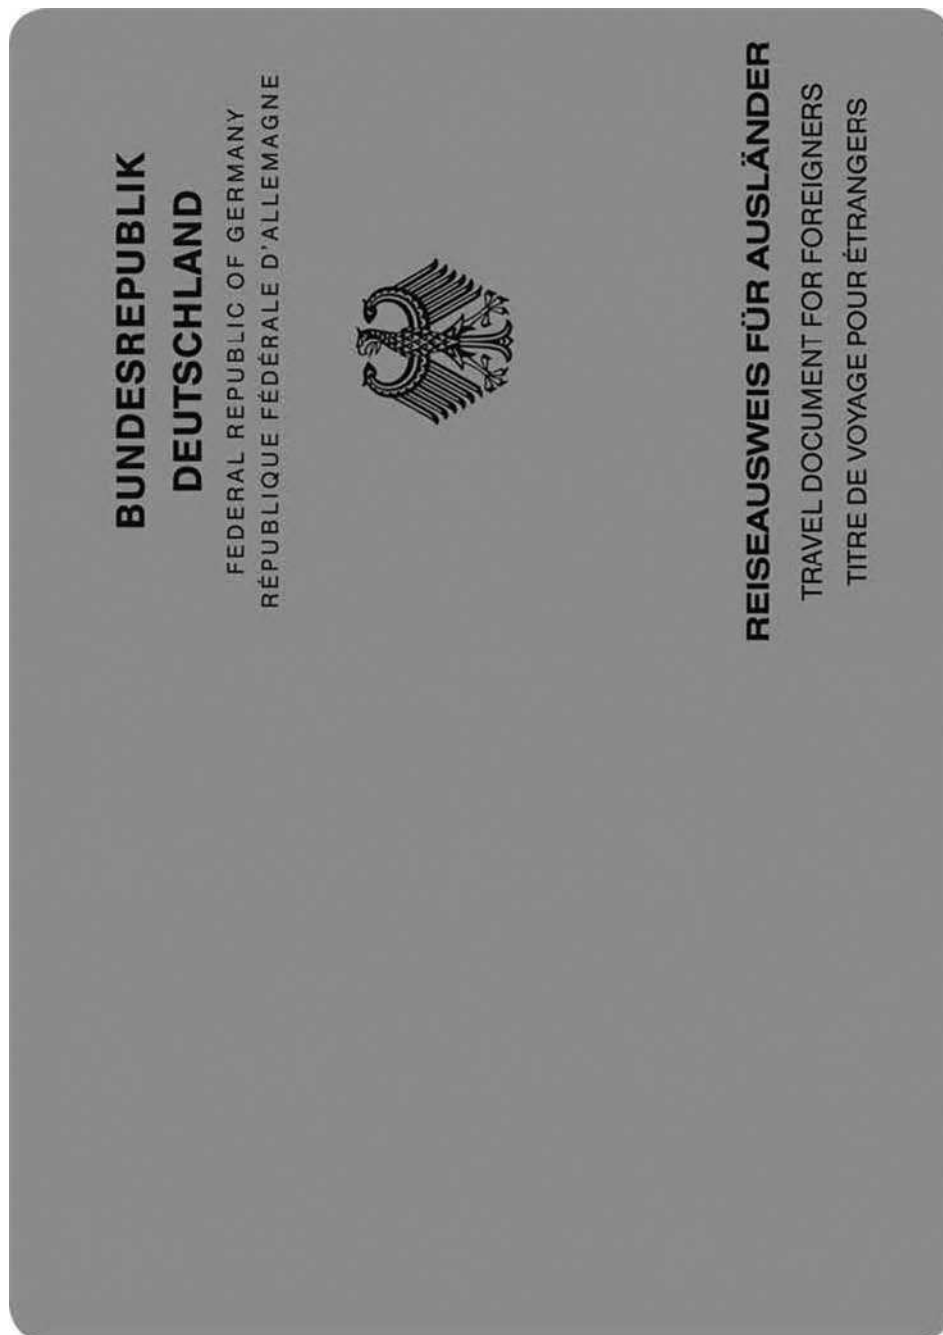 BUNDESREPUBLIK
DEUTSCHLAND
FEDERAL REPUBLIC OF GERMANY
RÉPUBLIQUE FÉDÉRALE D'ALLEMAGNE
REISEAUSWEIS FÜR AUSLÄNDER
TRAVEL DOCUMENT FOR FOREIGNERS
TITRE DE VOYAGE POUR ÉTRANGERS